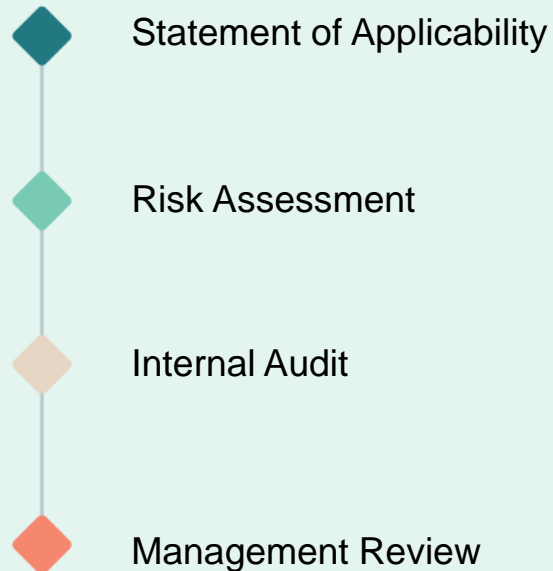 Statement of Applicability
Risk Assessment
Internal Audit
Management Review